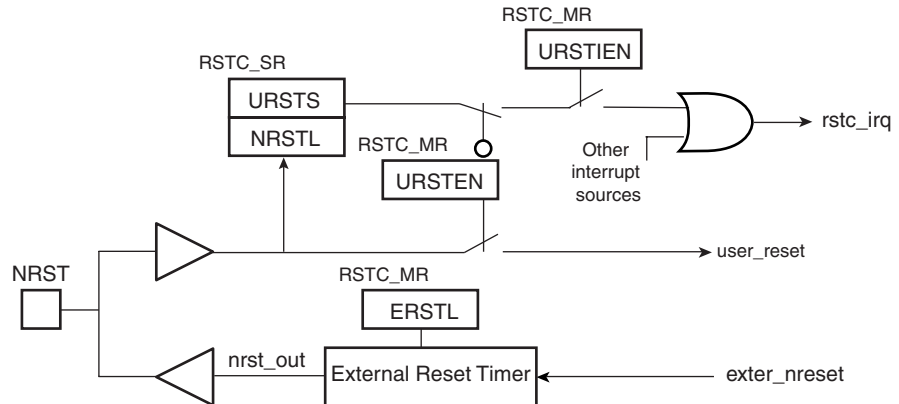 RSTC_MR
URSTIEN
RSTC_SR
URSTS
NRSTL
rstc_irq
RSTC_MR
URSTEN
Other
interrupt
sources
user_reset
NRST
RSTC_MR
ERSTL
nrst_out
External Reset Timer
exter_nreset